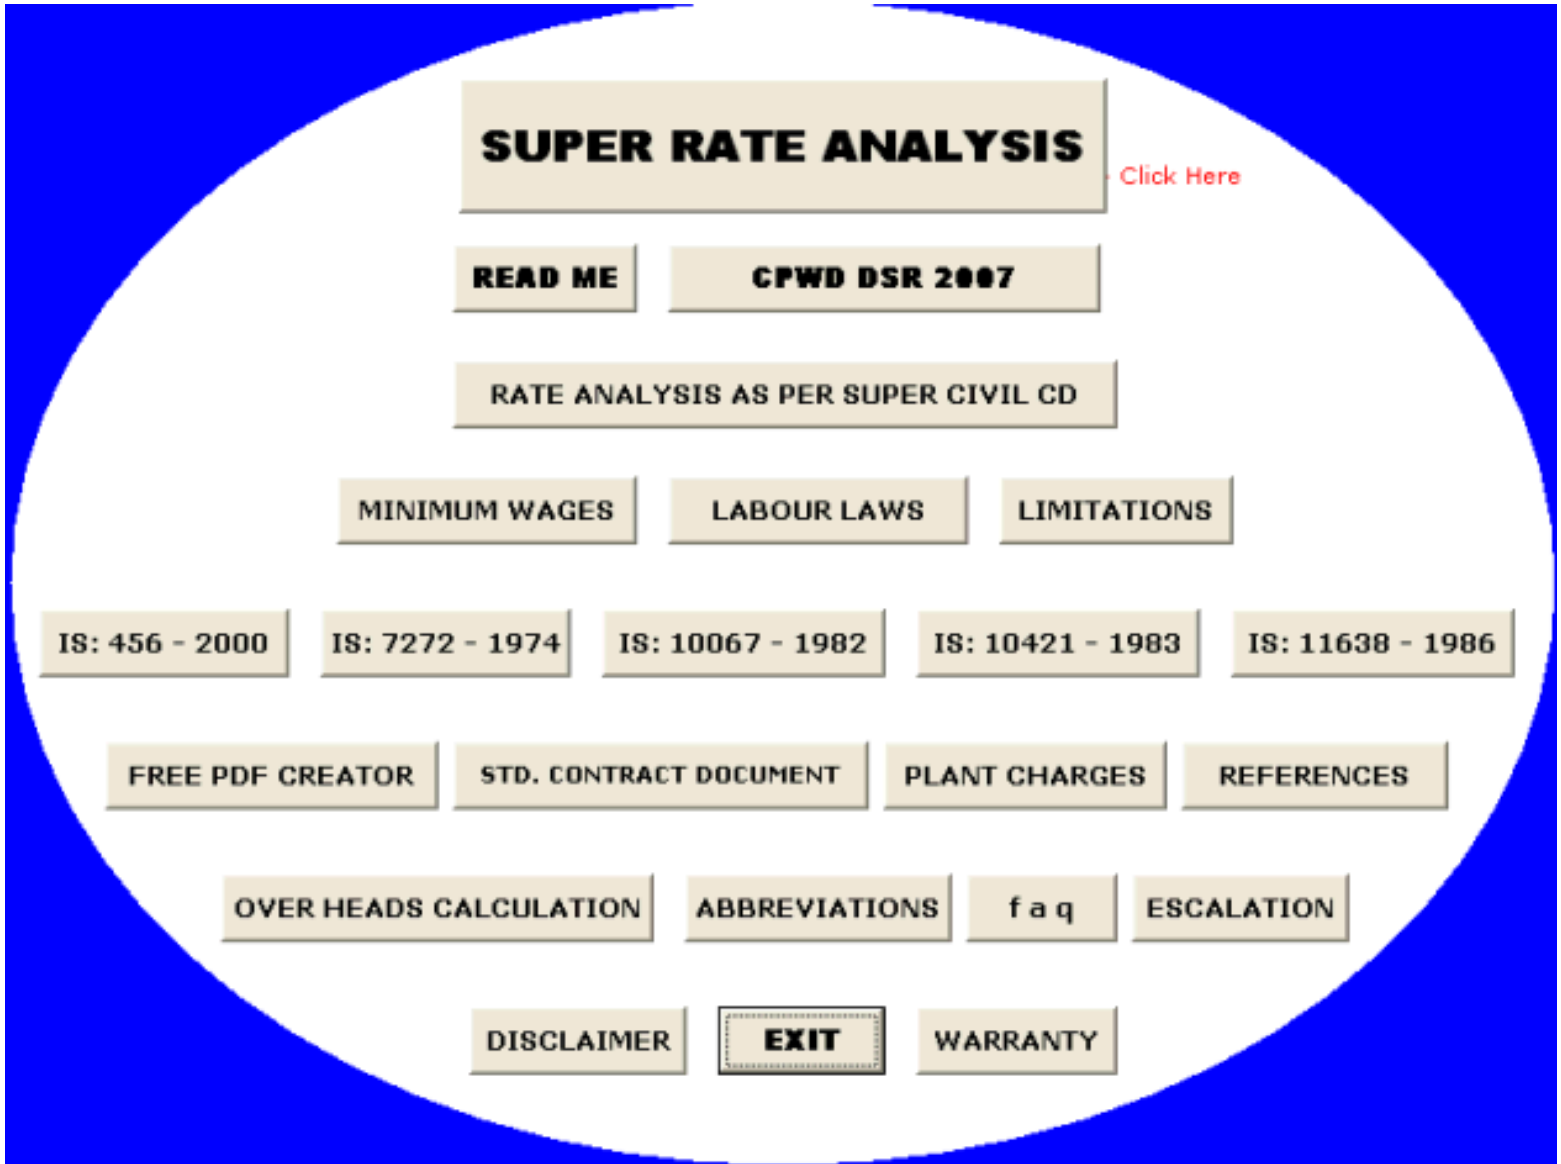 SUPER RATE ANALYSIS
- Click Here
READ ME CPWD DSR 2007
RATE ANALYSIS AS PER SUPER CIVIL CD
MINIMUM WAGES LABOUR LAWS LIMITATIONS
IS: 456 - 2000 IS: 7272 - 1974 IS: 10067 - 1982 IS: 10421 - 1983 IS: 11638 - 1986
FREE PDF CREATOR STD. CONTRACT DOCUMENT PLANT CHARGES REFERENCES
OVER HEADS CALCULATION ABBREVIATIONS f a q ESCALATION
DISCLAIMER EXIT WARRANTY